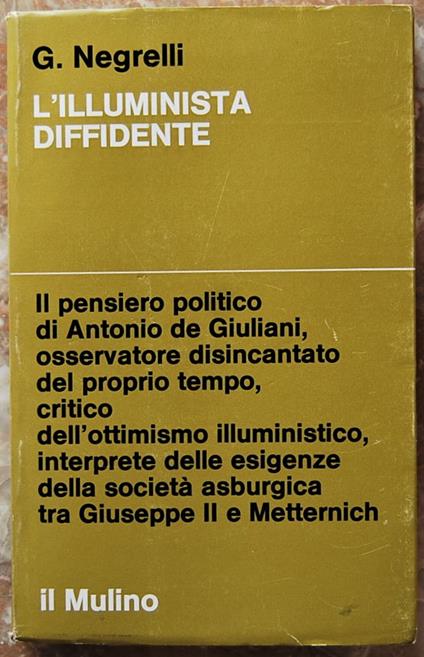 G. Negrelli
L'ILLUMINISTA
DIFFIDENTE
Il pensiero politico
di Antonio de Giuliani,
osservatore disincantato
del proprio tempo,
critico
dell'ottimismo illuministico,
interprete delle esigenze
della società asburgica
tra Giuseppe II e Metternich
il Mulino